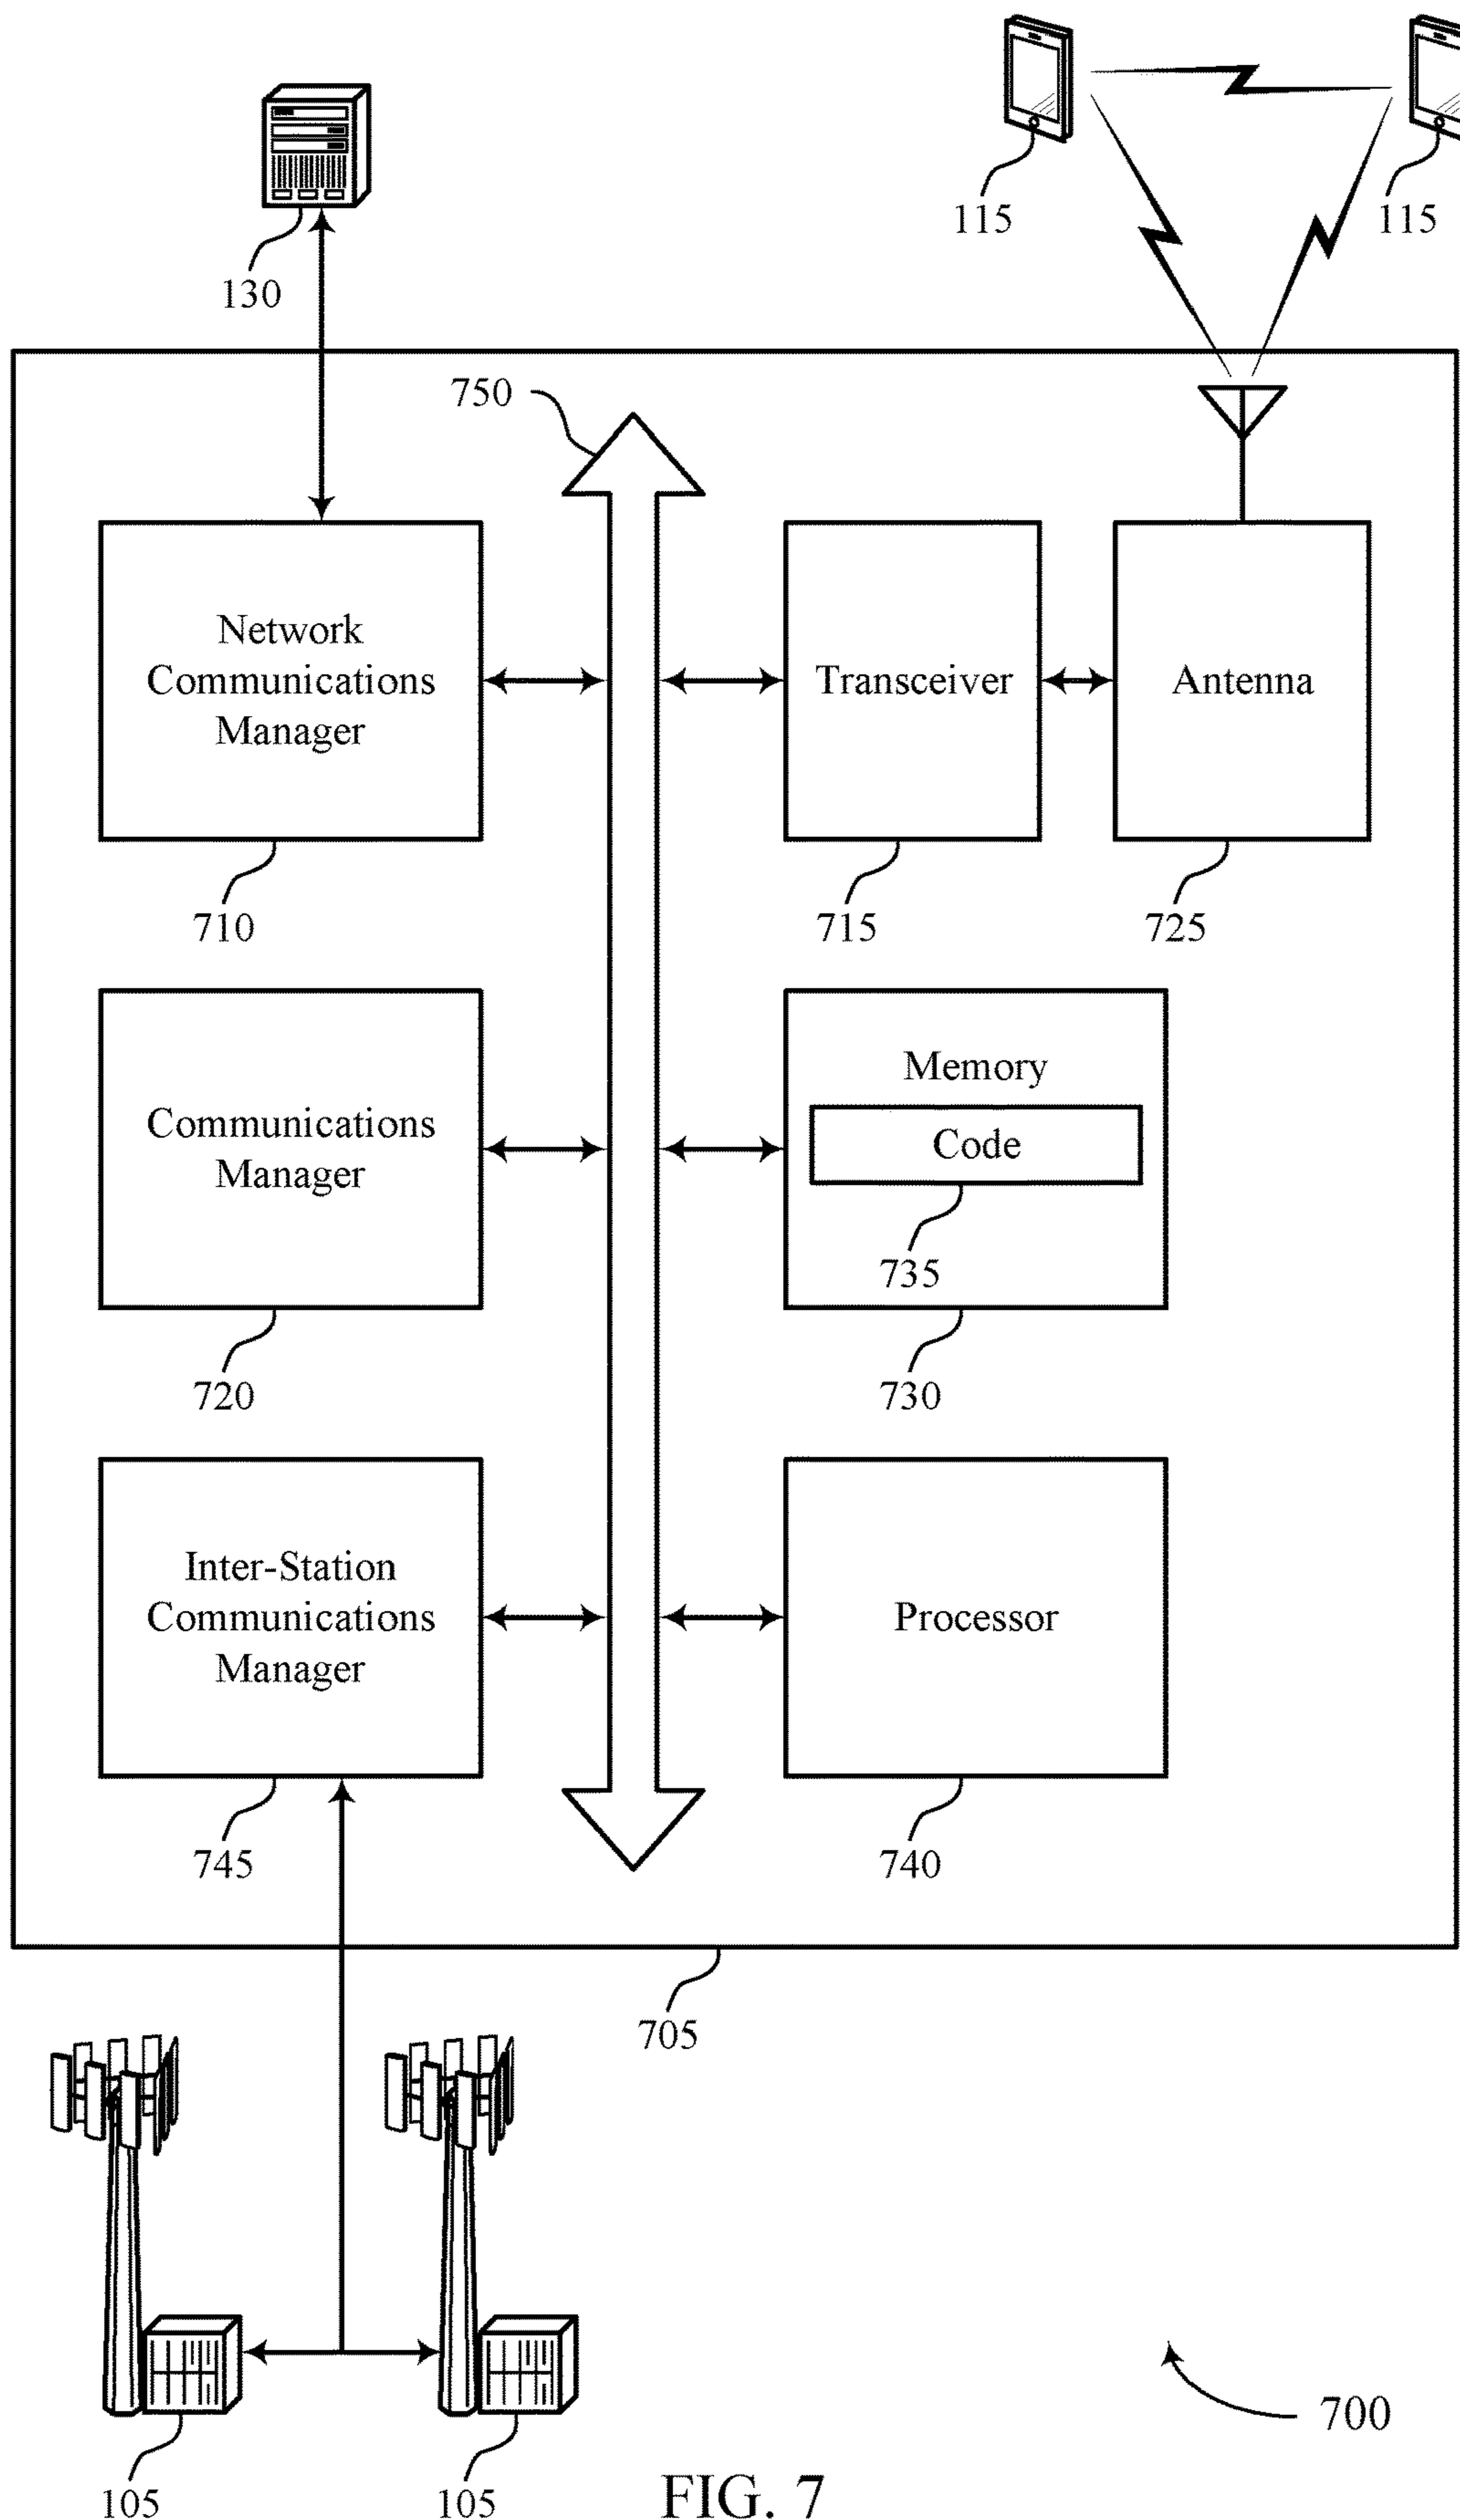 115
115
130
750
Network
Communications
Manager
Transceiver
Antenna
710
715
725
Communications
Manager
Memory
Code
735
720
730
Inter-Station
Communications
Manager
Processor
745
740
705
700
105
105
FIG. 7